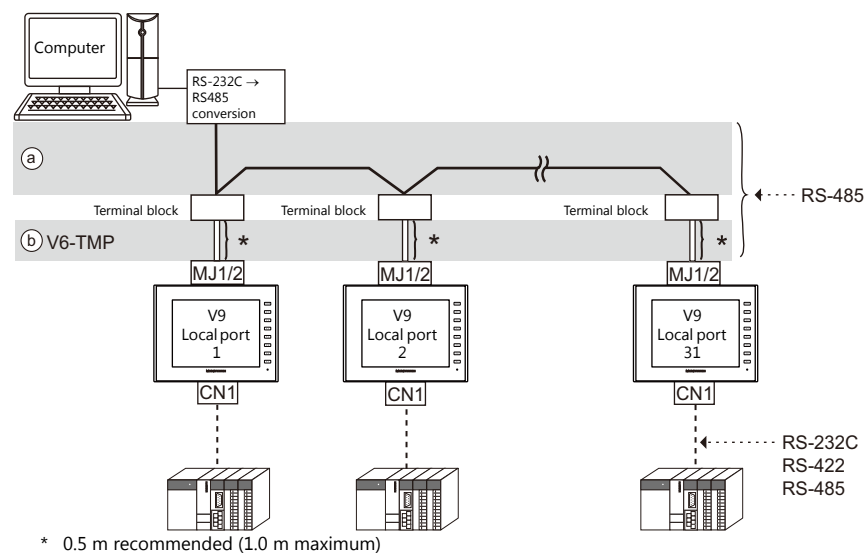 Computer
RS-232C →
RS485
conversion
a
RS-485
Terminal block
Terminal block
Terminal block
b V6-TMP
*
*
*
MJ1/2
MJ1/2
MJ1/2
V9
Local port
1
V9
Local port
2
V9
Local port
31
CN1
CN1
CN1
RS-232C
RS-422
RS-485
* 0.5 m recommended (1.0 m maximum)